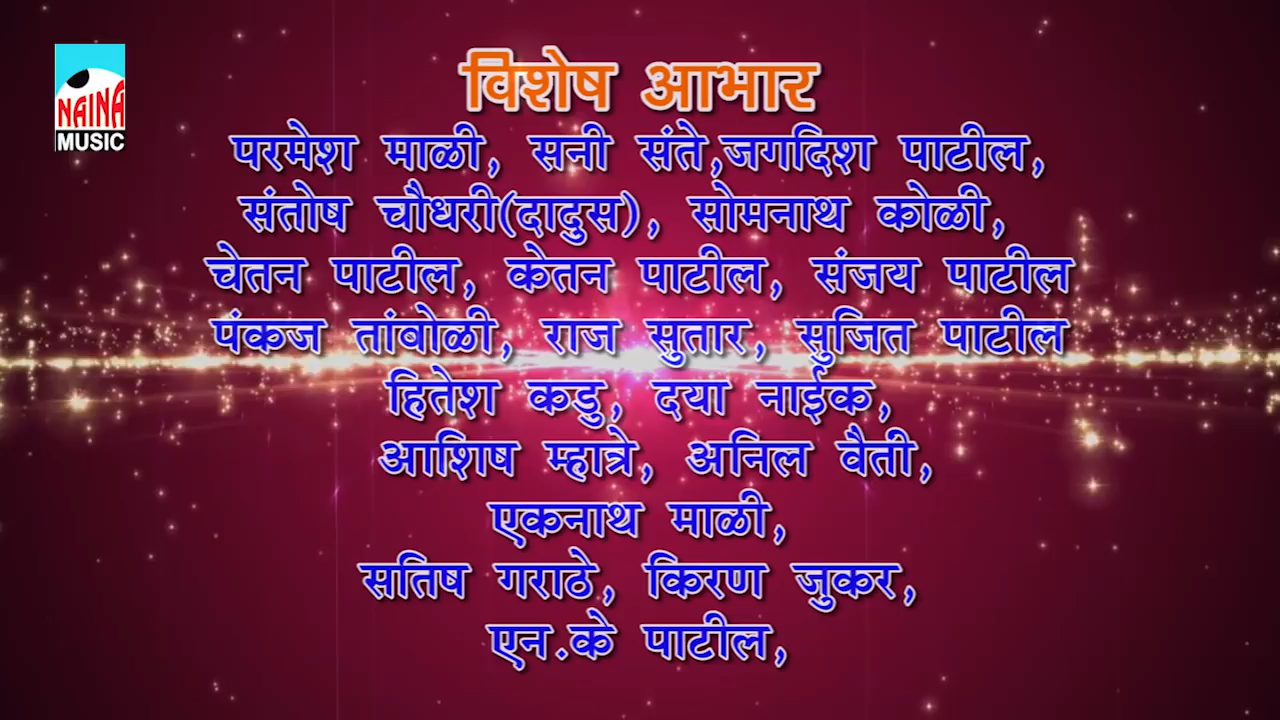 NAINA
MUSIC
विशेष आभार
परमेश माळी, सनी संते,जगदिश पाटील,
संतोष चौधरी(दादुस), सोमनाथ कोळी,
चेतन पाटील, केतन पाटील, संजय पाटील
पंकज तांबोळी, राज सुतार, सुजित पाटील
हितेश कडु, दया नाईक,
आशिष म्हात्रे, अनिल वैती,
एकनाथ माळी,
सतिष गराठे, किरण जुकर,
एन.के पाटील,